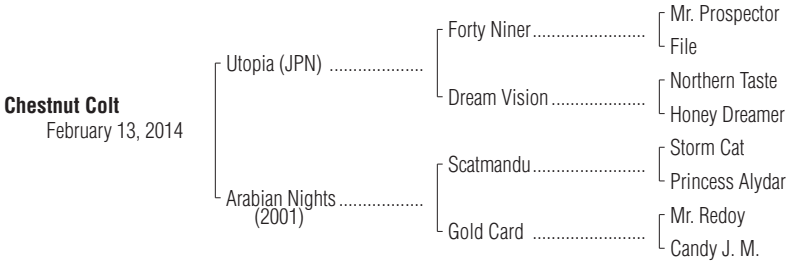 Mr. Prospector
Forty Niner........................
File
Utopia (JPN) ....................
Northern Taste
Dream Vision....................
Honey Dreamer
Chestnut Colt
February 13, 2014
Storm Cat
Scatmandu........................
Princess Alydar
Arabian Nights..................
(2001)
Mr. Redoy
Gold Card ........................
Candy J. M.